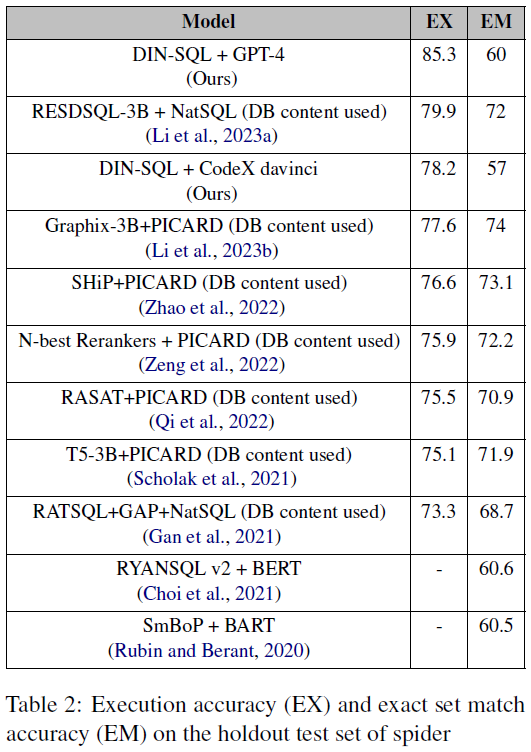 Model EX EM
DIN-SQL + GPT-4
(Ours)
85.3 60
RESDSQL-3B + NatSQL (DB content used)
(Li et al., 2023a)
79.9 72
DIN-SQL + CodeX davinci
(Ours)
78.2 57
Graphix-3B+PICARD (DB content used)
(Li et al., 2023b)
77.6 74
SHiP+PICARD (DB content used)
(Zhao et al., 2022)
76.6 73.1
N-best Rerankers + PICARD (DB content used)
(Zeng et al., 2022)
75.9 72.2
RASAT+PICARD (DB content used)
(Qi et al., 2022)
75.5 70.9
T5-3B+PICARD (DB content used)
(Scholak et al., 2021)
75.1 71.9
RATSQL+GAP+NatSQL (DB content used)
(Gan et al., 2021)
73.3 68.7
RYANSQL v2 + BERT
(Choi et al., 2021)
- 60.6
SmBoP + BART
(Rubin and Berant, 2020)
- 60.5
Table 2: Execution accuracy (EX) and exact set match
accuracy (EM) on the holdout test set of spider